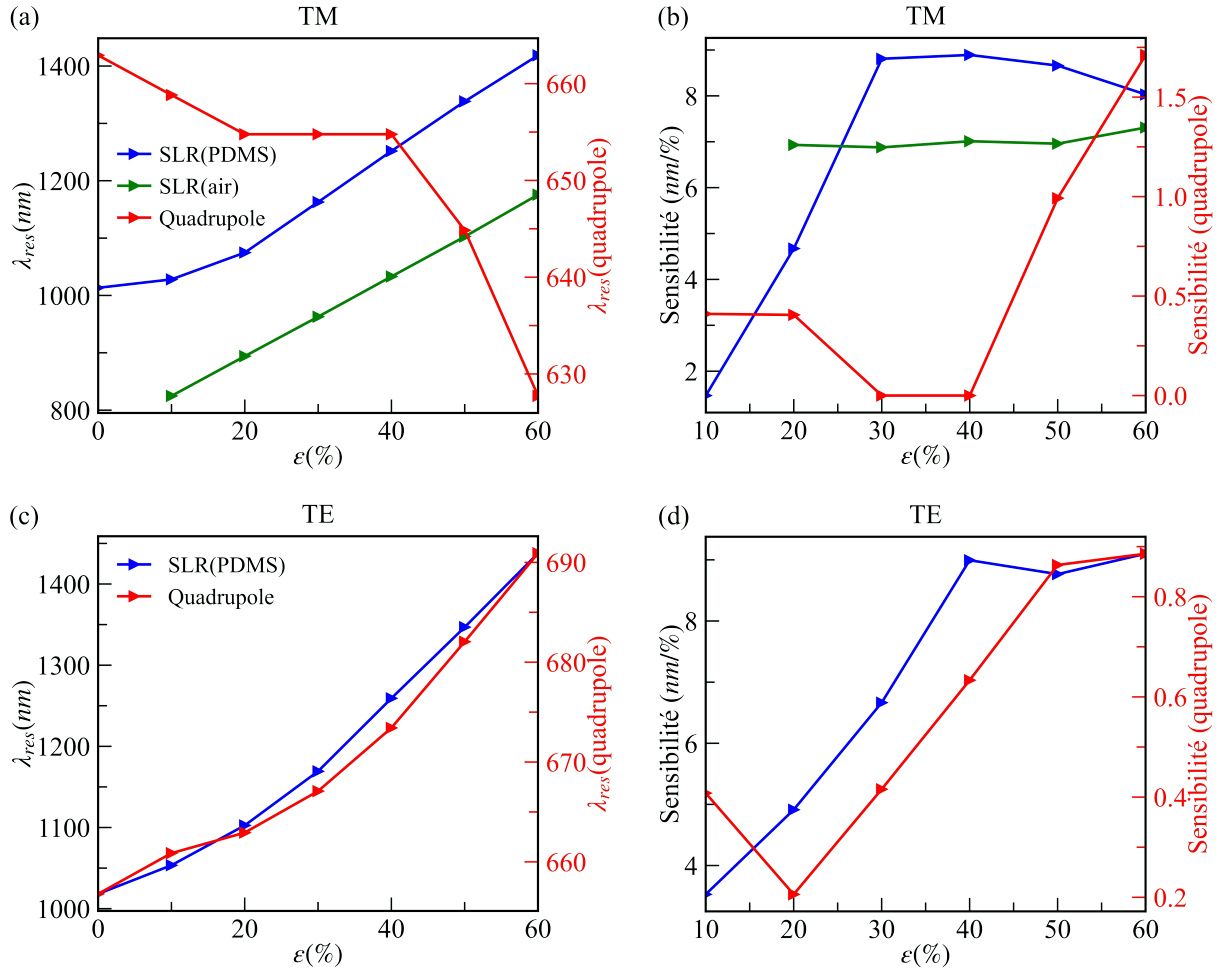 (a)
TM
1400
1200
1000
800
λres(nm)
SLR(PDMS)
SLR(air)
Quadrupole
660
650
640
630
λres(quadrupole)
0
20
40
60
ε(%)
(b)
TM
8
6
4
2
Sensibilité (nm/%)
1.5
1.0
0.5
0.0
Sensibilité (quadrupole)
10
20
30
40
50
60
ε(%)
(c)
TE
1400
1300
1200
1100
1000
λres(nm)
SLR(PDMS)
Quadrupole
690
680
670
660
λres(quadrupole)
0
20
40
60
ε(%)
(d)
TE
8
6
4
Sensibilité (nm/%)
0.8
0.6
0.4
0.2
Sensibilité (quadrupole)
10
20
30
40
50
60
ε(%)